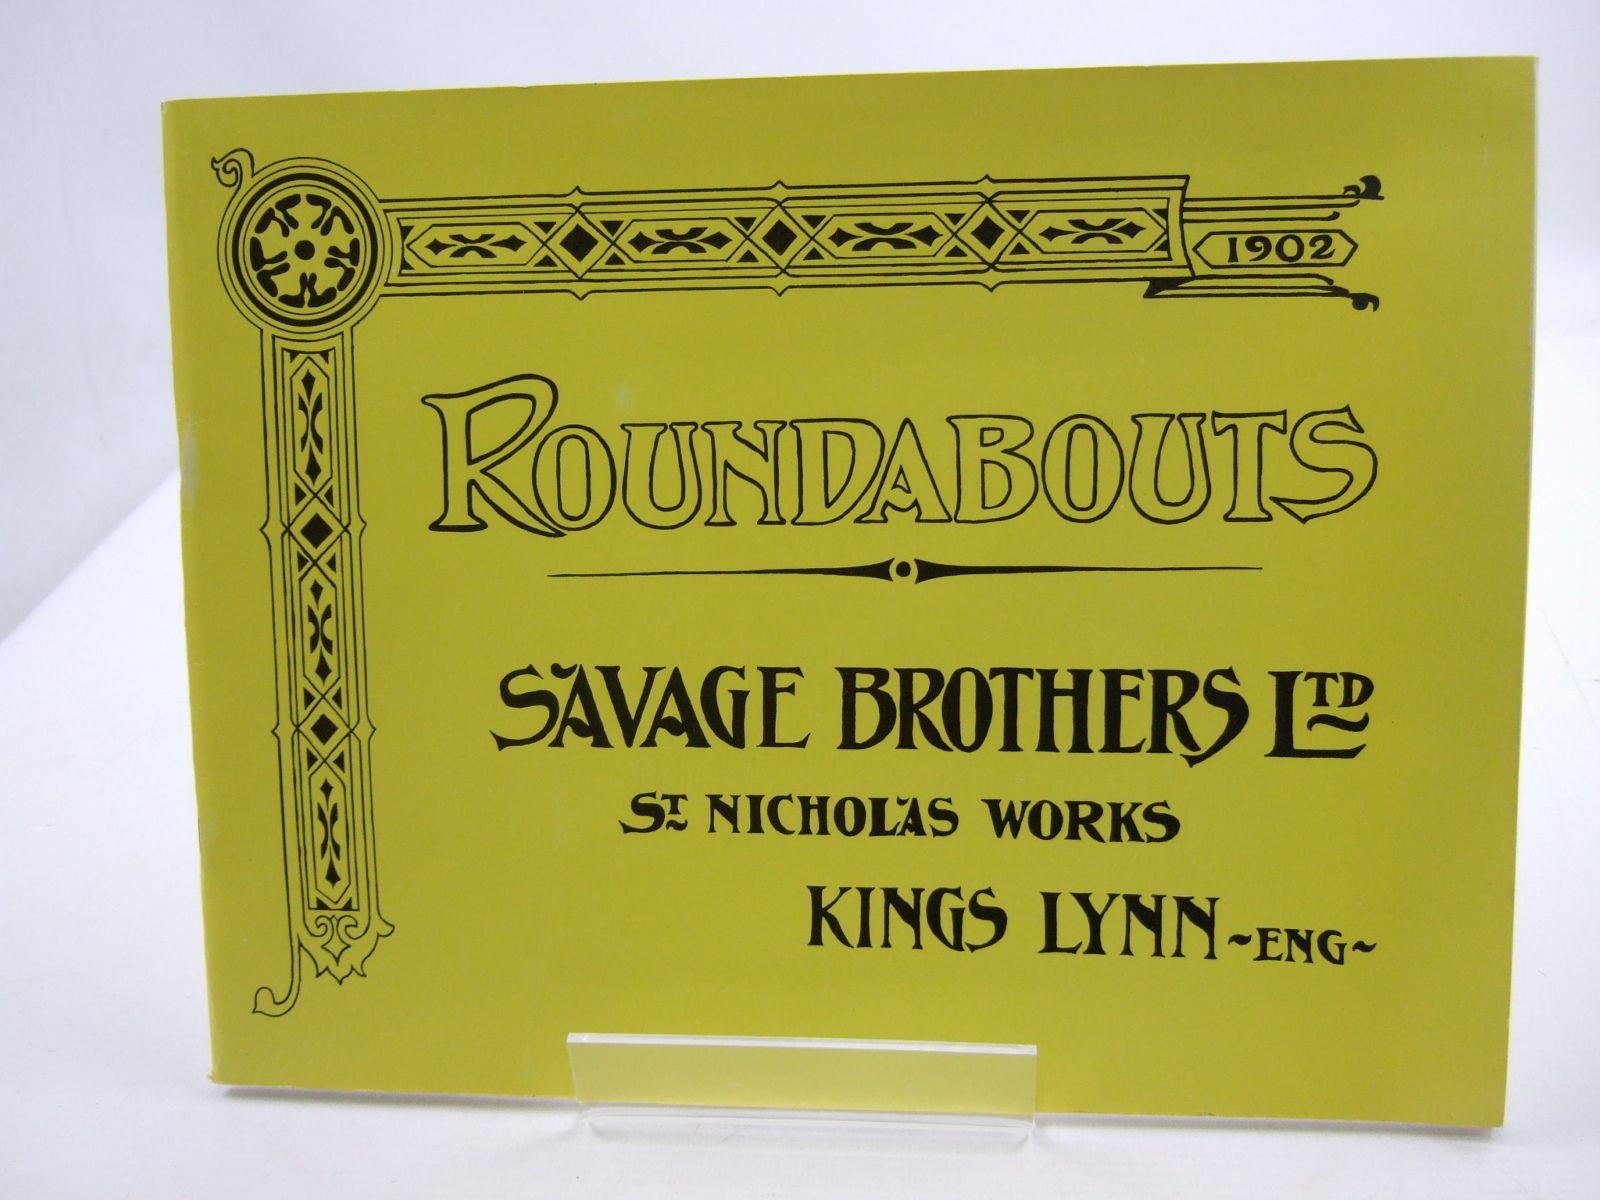 1902
ROUNDABOUTS
SAVAGE BROTHERS LTD
ST NICHOLAS WORKS
KINGS LYNN ~ENG~